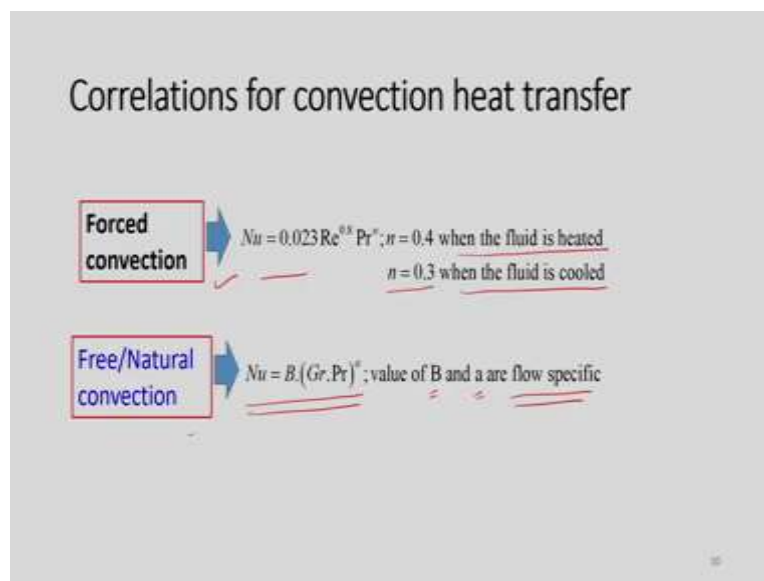 Correlations for convection heat transfer
Forced
convection
Nu = 0.023 Re^0.8 Pr^n ; n = 0.4 when the fluid is heated
n = 0.3 when the fluid is cooled
Free/Natural
convection
Nu = B.(Gr.Pr)^a ; value of B and a are flow specific